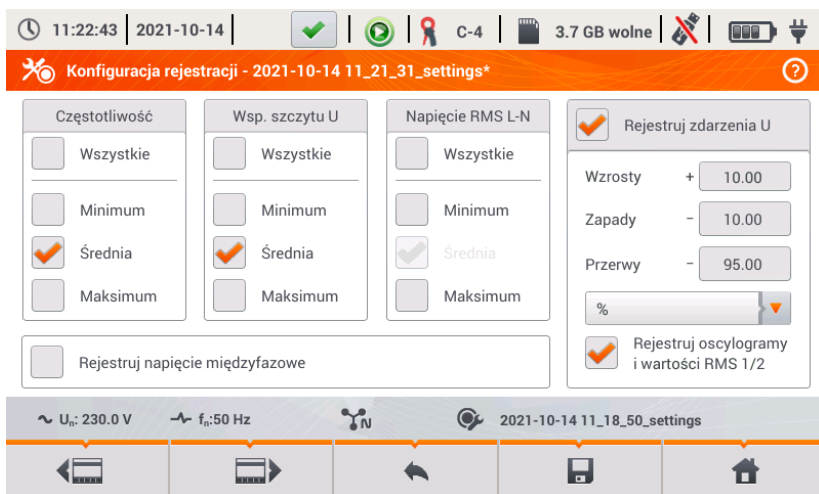 11:22:43 2021-10-14 C-4 3.7 GB wolne
Konfiguracja rejestracji - 2021-10-14 11_21_31_settings* ?
Częstotliwość
Wszystkie
Minimum
Średnia
Maksimum
Wsp. szczytu U
Wszystkie
Minimum
Średnia
Maksimum
Napięcie RMS L-N
Wszystkie
Minimum
Średnia
Maksimum
Rejestruj napięcie międzyfazowe
Rejestruj zdarzenia U
Wzrosty + 10.00
Zapady - 10.00
Przerwy - 95.00
%
Rejestruj oscylogramy
i wartości RMS 1/2
Un: 230.0 V fn:50 Hz N 2021-10-14 11_18_50_settings